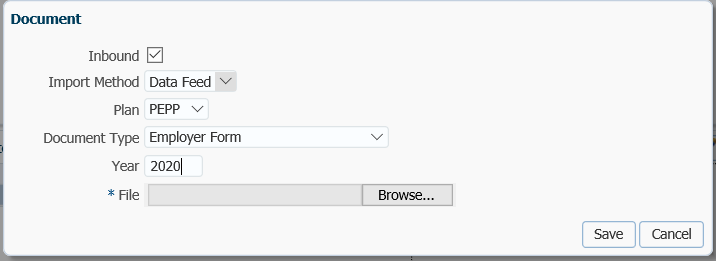 Document
Inbound
Import Method Data Feed
Plan PEPP
Document Type Employer Form
Year 2020
* File Browse...
Save Cancel